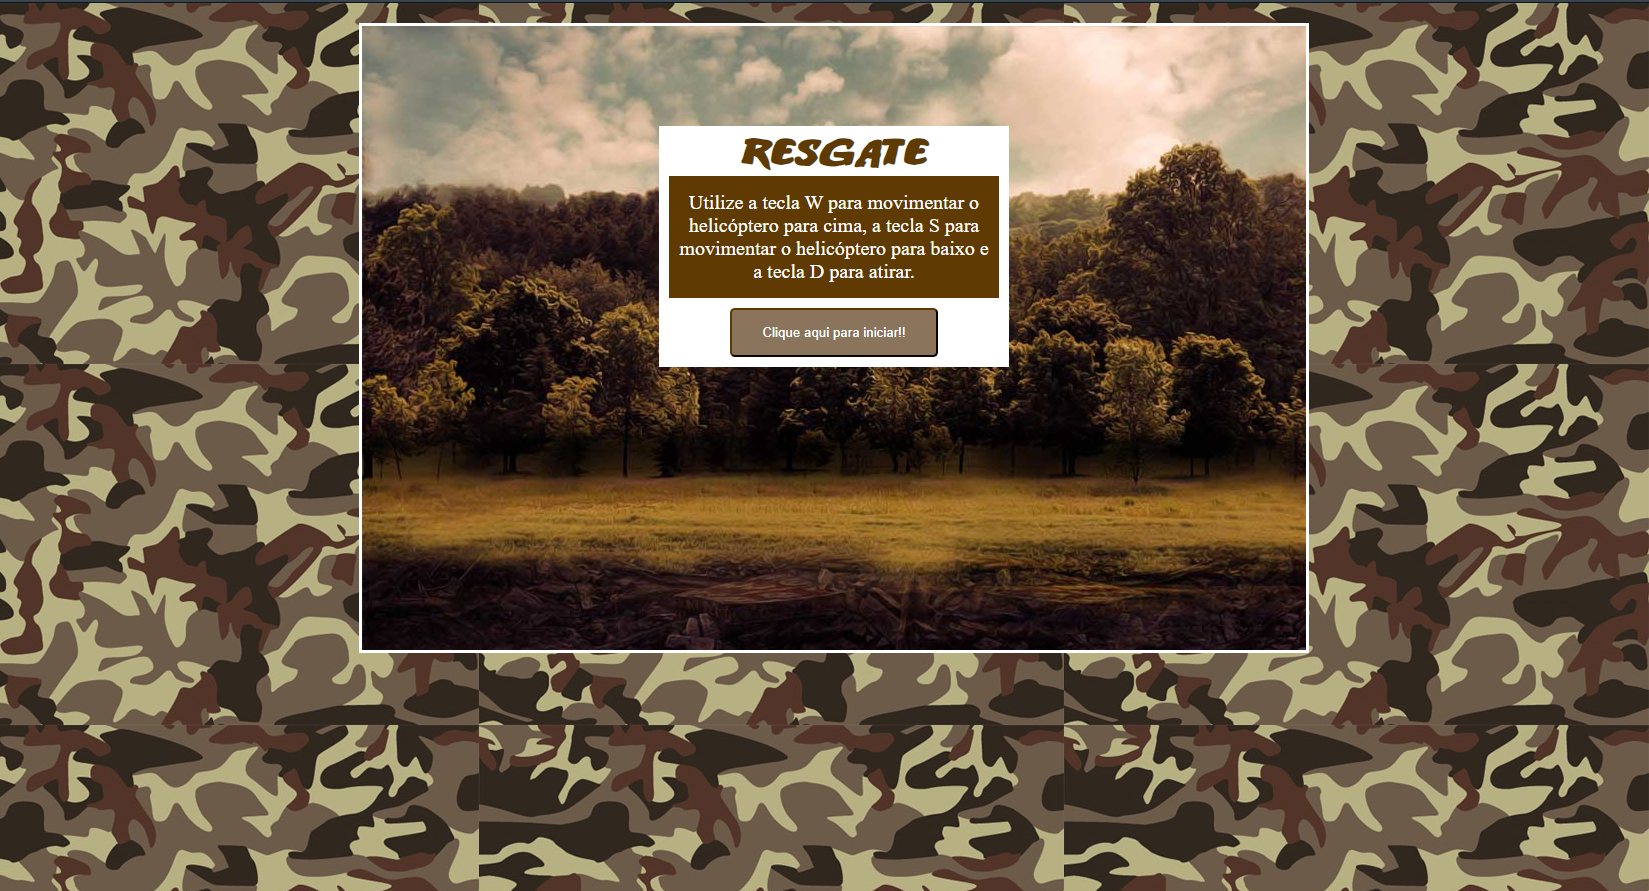 RESGATE
Utilize a tecla W para movimentar o
helicóptero para cima, a tecla S para
movimentar o helicóptero para baixo e
a tecla D para atirar.
Clique aqui para iniciar!!